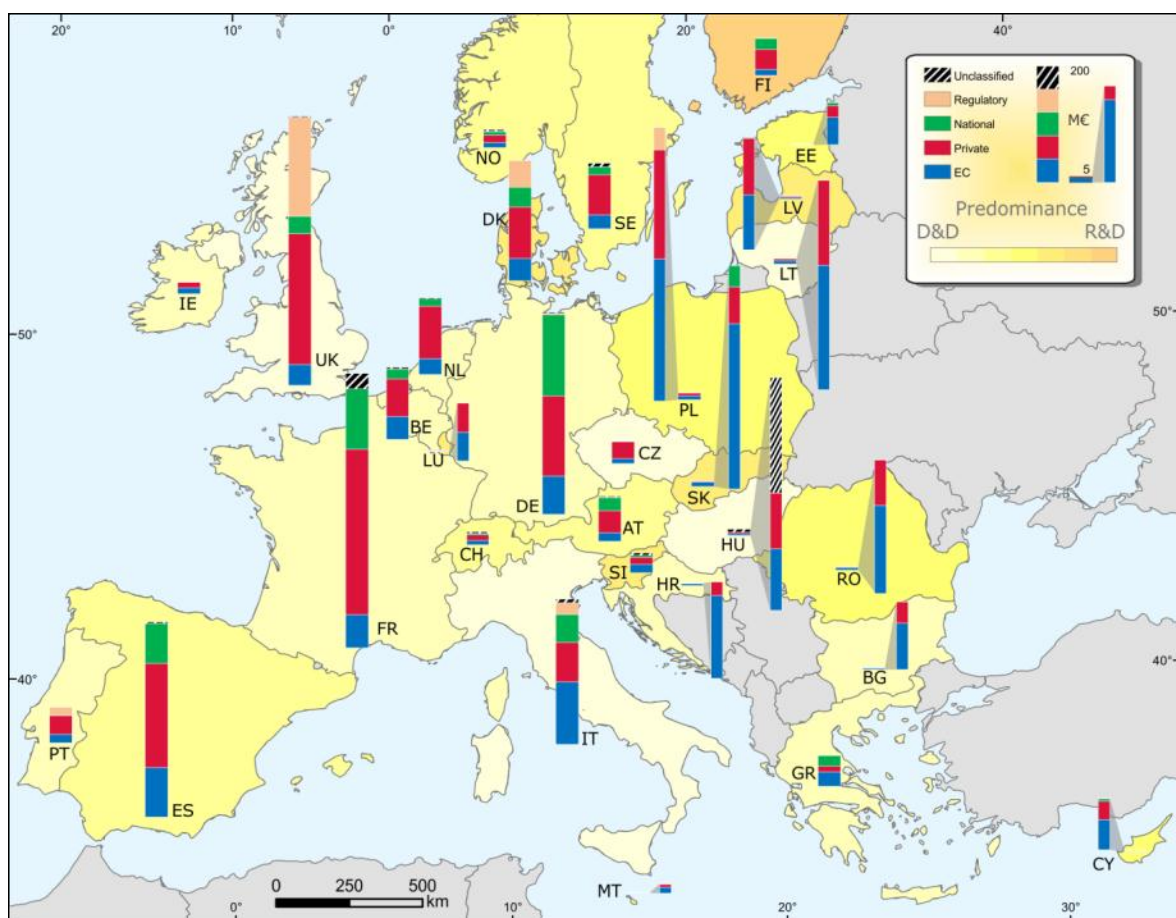 20°
10°
0°
20°
40°
FI
Unclassified
Regulatory
National
Private
EC
200
M€
5
Predominance
D&D
R&D
NO
DK
SE
EE
LV
LT
IE
UK
50°
50°
NL
BE
LU
DE
PL
CZ
SK
AT
CH
HU
SI
HR
RO
FR
BG
IT
40°
40°
PT
ES
GR
CY
MT
0
250
500
km
0°
10°
20°
30°